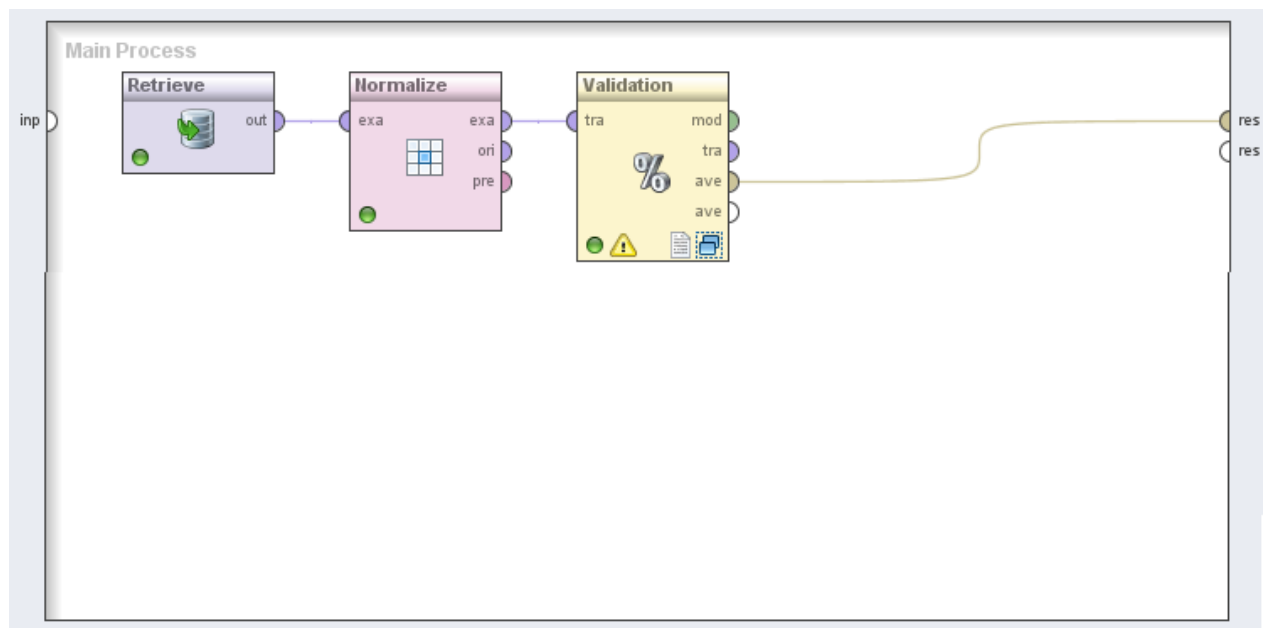 Main Process
Retrieve
Normalize
Validation
inp
out
exa
exa
tra
mod
res
ori
tra
res
pre
ave
ave
%